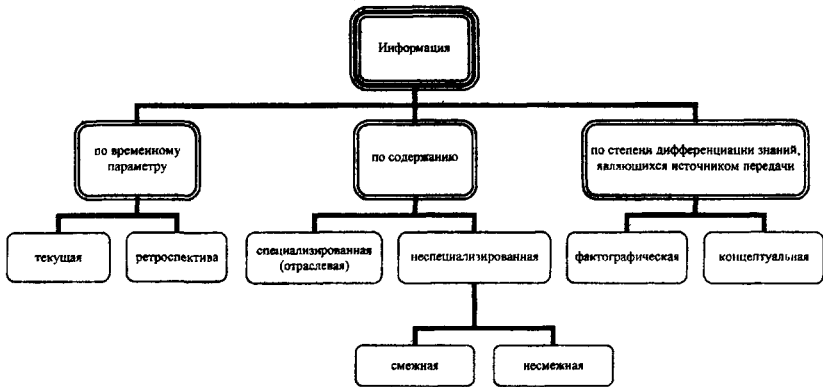 Информация
по временному
параметру
по содержанию
по степени дифференциации знаний,
являющихся источником передачи
текущая
ретроспектива
специализированная
(отраслевая)
неспециализированная
фактографическая
концептуальная
смежная
несмежная